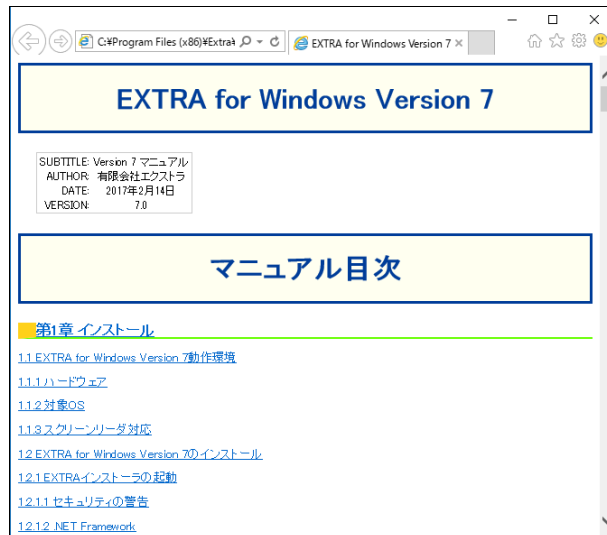 C:¥Program Files (x86)¥Extra¥
EXTRA for Windows Version 7
EXTRA for Windows Version 7
SUBTITLE: Version 7 マニュアル
AUTHOR: 有限会社エクストラ
DATE: 2017年2月14日
VERSION: 7.0
マニュアル目次
第1章 インストール
1.1 EXTRA for Windows Version 7動作環境
1.1.1 ハードウェア
1.1.2 対象OS
1.1.3 スクリーンリーダ対応
1.2 EXTRA for Windows Version 7のインストール
1.2.1 EXTRAインストーラの起動
1.2.1.1 セキュリティの警告
1.2.1.2 .NET Framework